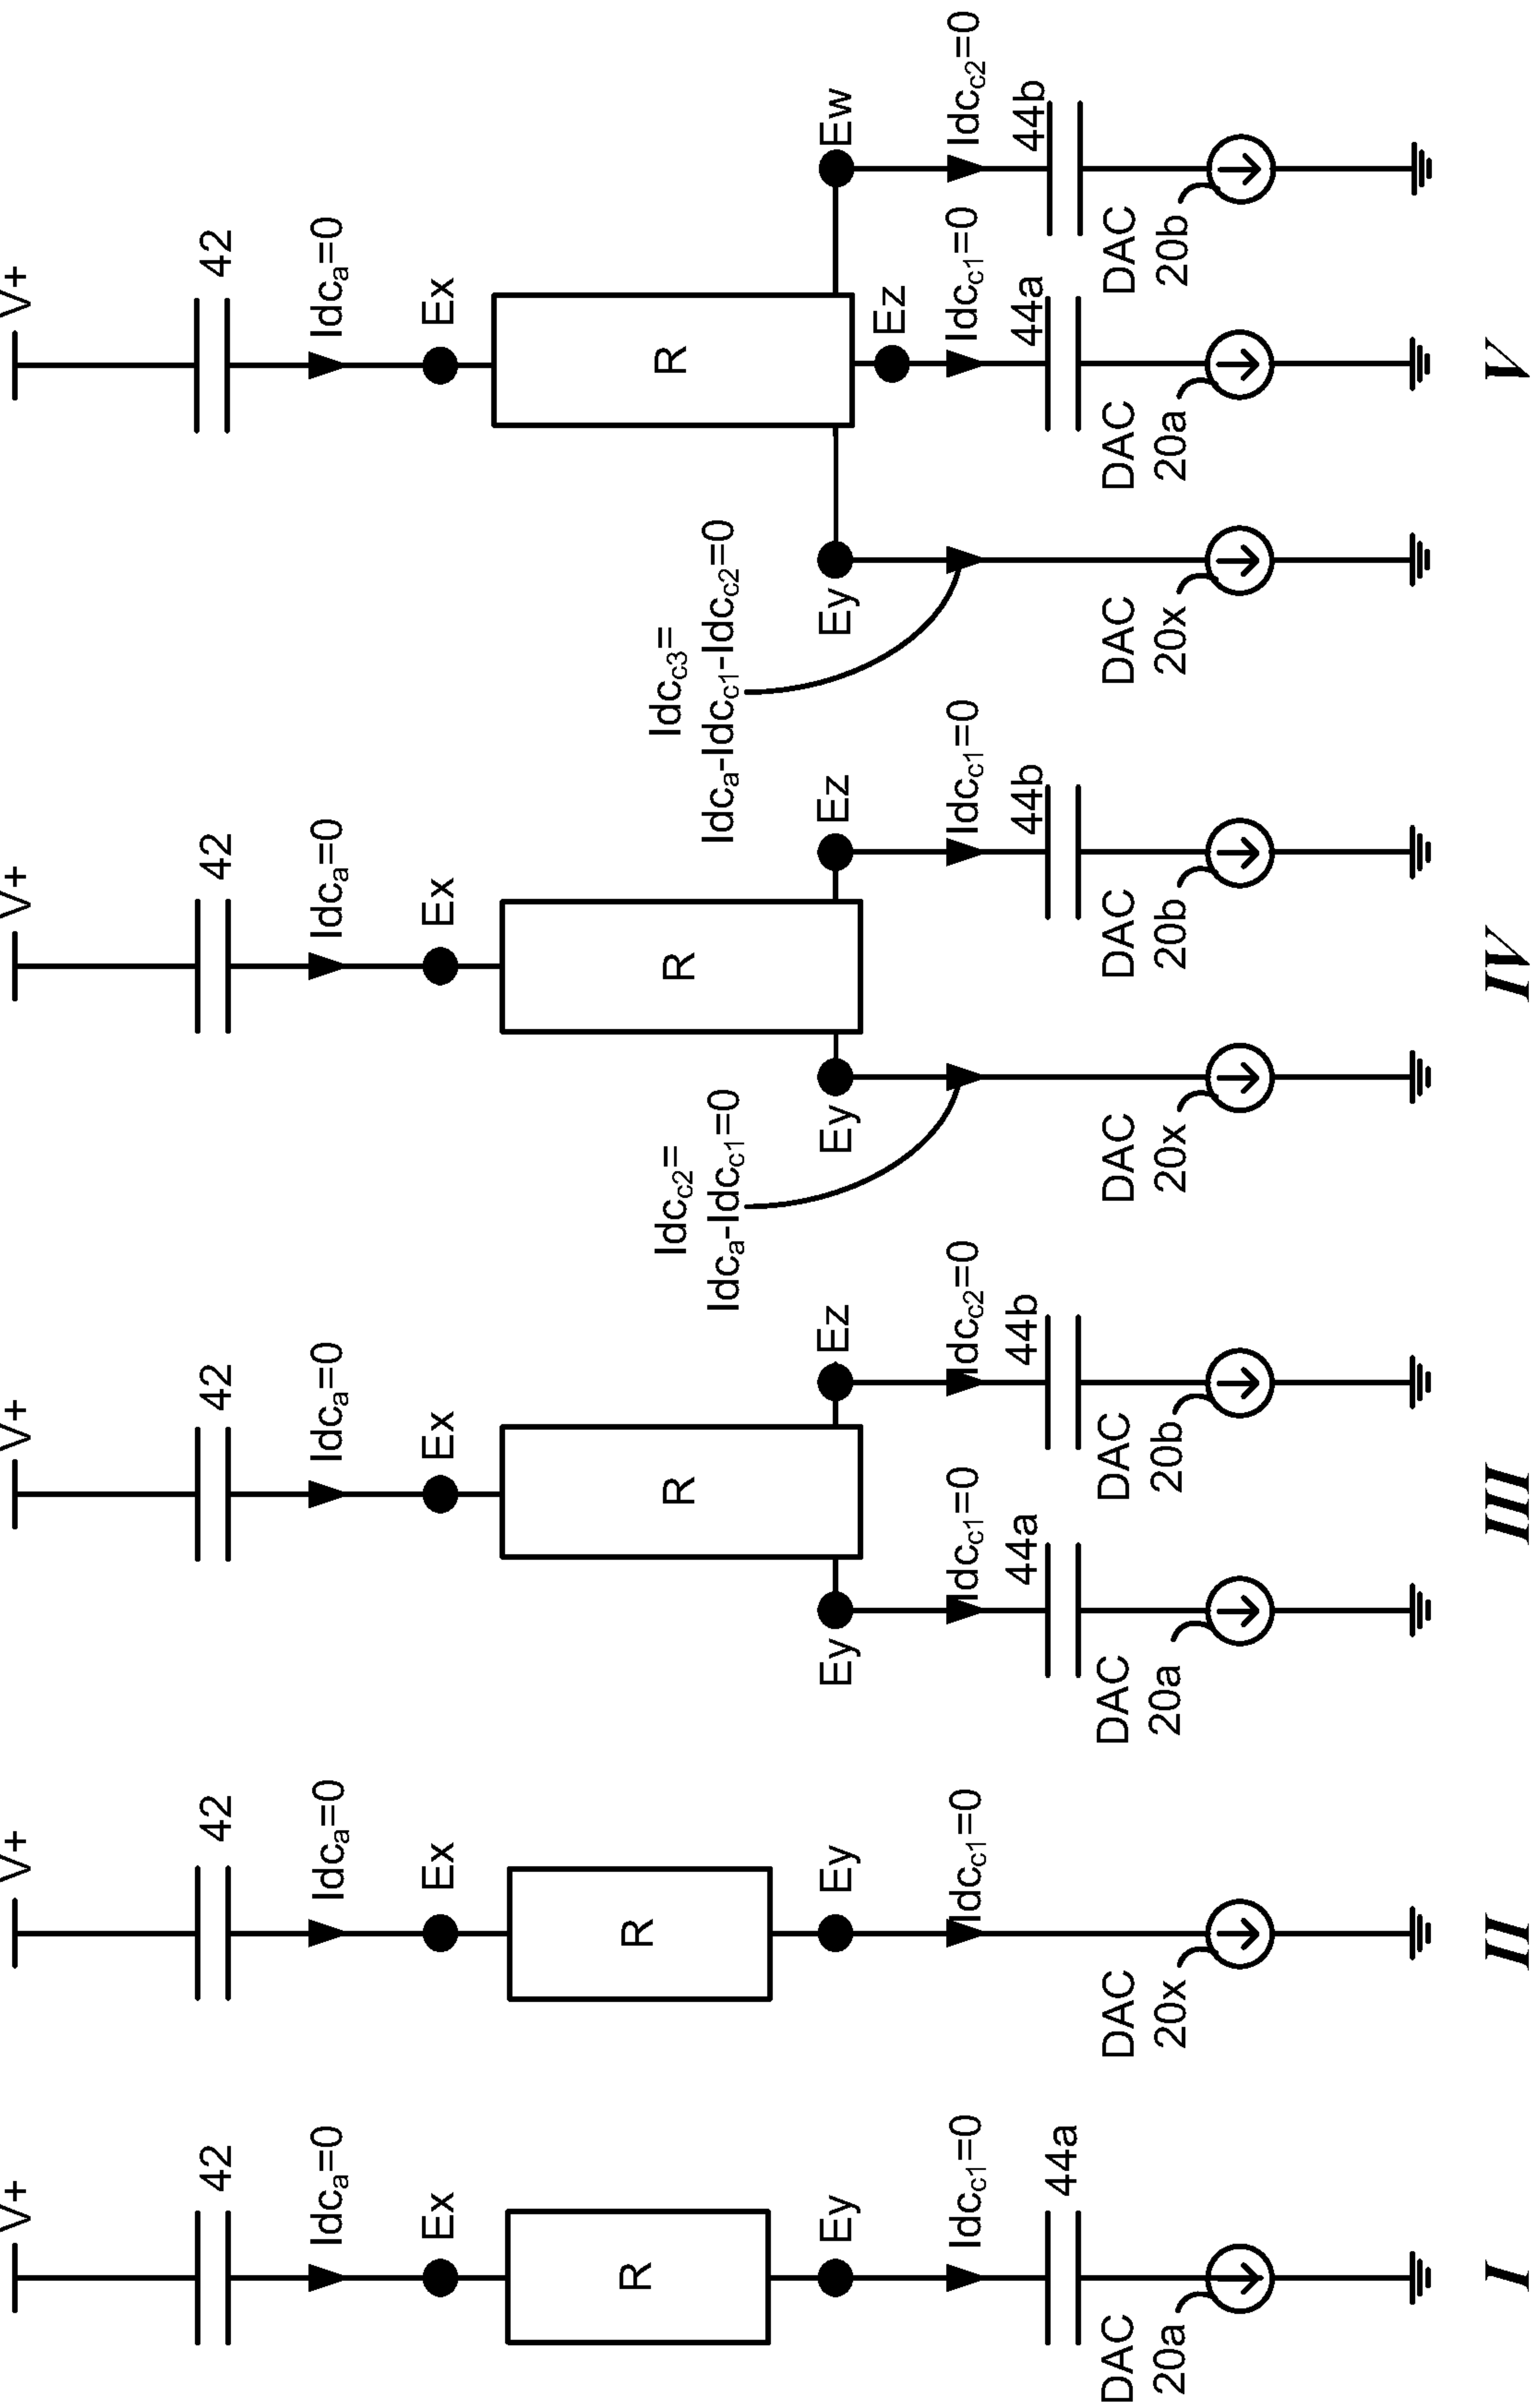 V+
42
Idca=0
Ex
R
Ey
Idcc1=0
44a
DAC
20a
I
V+
42
Idca=0
Ex
R
Ey
Idcc1=0
DAC
20x
II
V+
42
Idca=0
Ex
R
Ey
Ez
Idcc1=0
44a
Idcc2=0
44b
DAC
20a
DAC
20b
III
V+
42
Idca=0
Ex
R
Ey
Ez
Idcc2=
Idca-Idcc1=0
Idcc1=0
44b
DAC
20x
DAC
20b
IV
V+
42
Idca=0
Ex
R
Ey
Ez
Ew
Idcc3=
Idca-Idcc1-Idcc2=0
Idcc1=0
44a
Idcc2=0
44b
DAC
20x
DAC
20a
DAC
20b
V